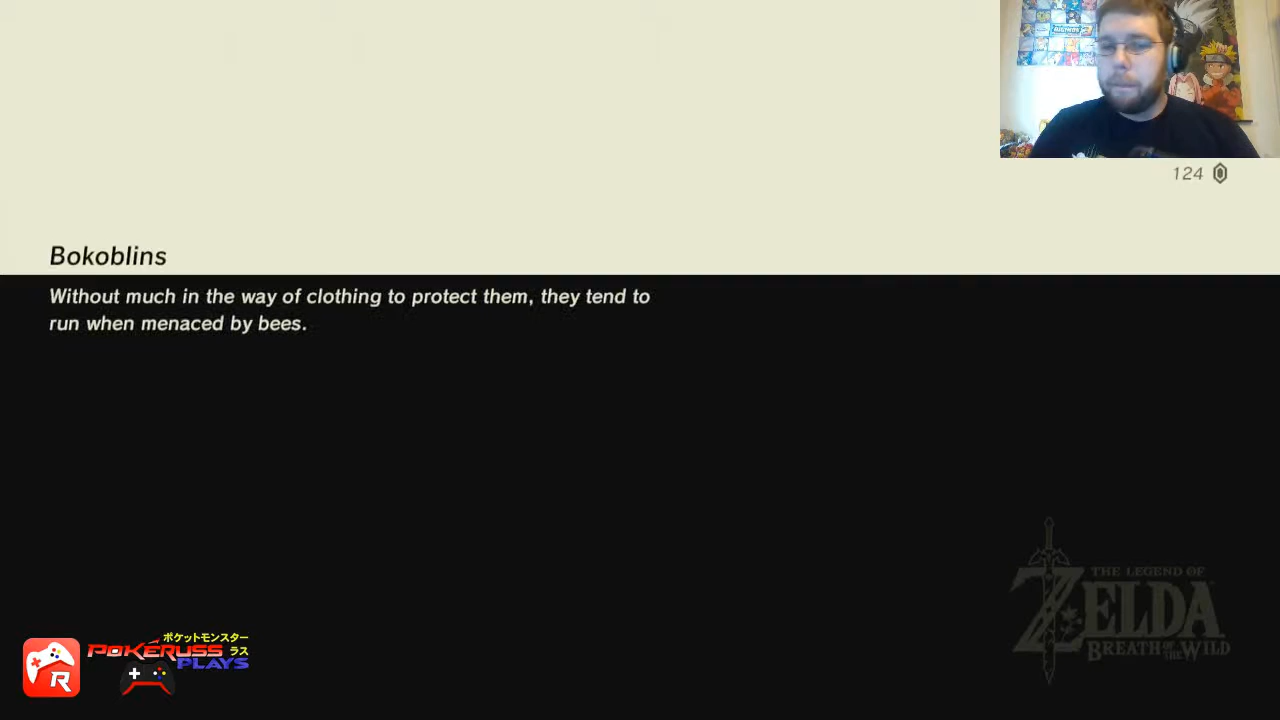 124
Bokoblins
Without much in the way of clothing to protect them, they tend to
run when menaced by bees.
THE LEGEND OF
ZELDA
BREATH OF THE WILD
ポケットモンスター
ラス
POKÉRUSS
PLAYS
R